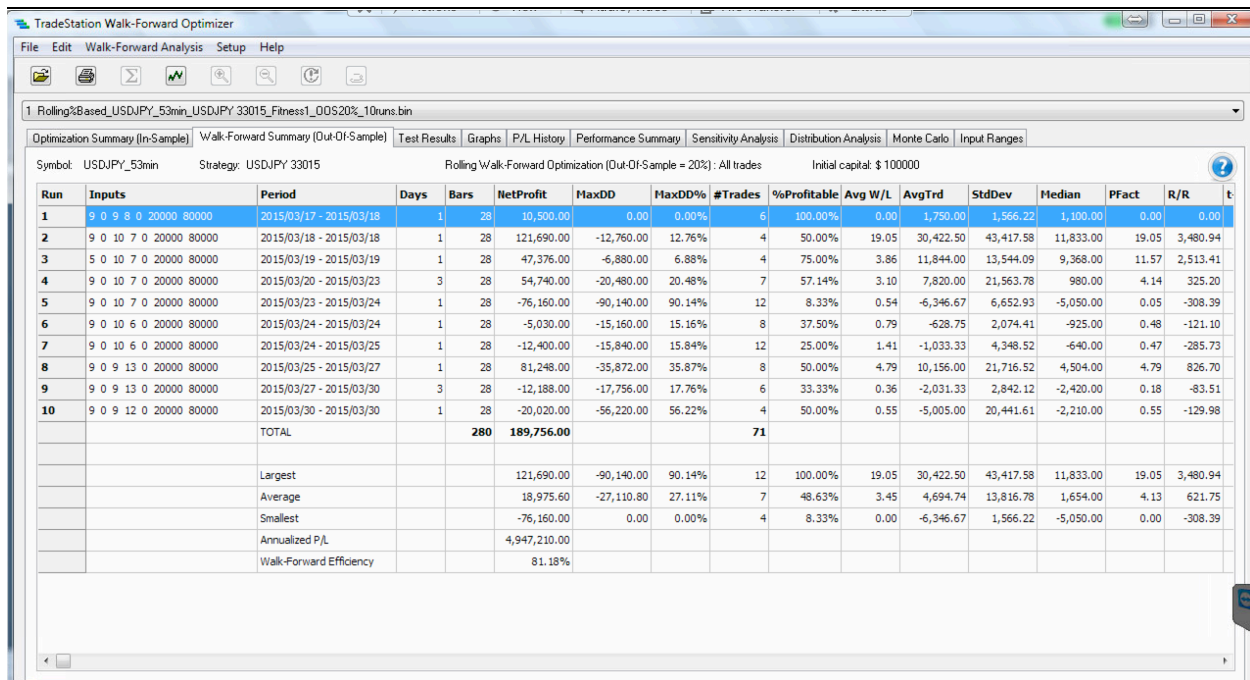 TradeStation Walk-Forward Optimizer
File Edit Walk-Forward Analysis Setup Help
1 Rolling%Based_USDJPY_53min_USDJPY 33015_Fitness1_OOS20%_10runs.bin
Optimization Summary (In-Sample) Walk-Forward Summary (Out-Of-Sample) Test Results Graphs P/L History Performance Summary Sensitivity Analysis Distribution Analysis Monte Carlo Input Ranges
Symbol: USDJPY_53min Strategy: USDJPY 33015 Rolling Walk-Forward Optimization (Out-Of-Sample = 20%) : All trades Initial capital: $ 100000
Run Inputs Period Days Bars NetProfit MaxDD MaxDD% #Trades %Profitable Avg W/L AvgTrd StdDev Median PFact R/R t-
1 9 0 9 8 0 20000 80000 2015/03/17 - 2015/03/18 1 28 10,500.00 0.00 0.00% 6 100.00% 0.00 1,750.00 1,566.22 1,100.00 0.00 0.00
2 9 0 10 7 0 20000 80000 2015/03/18 - 2015/03/18 1 28 121,690.00 -12,760.00 12.76% 4 50.00% 19.05 30,422.50 43,417.58 11,833.00 19.05 3,480.94
3 5 0 10 7 0 20000 80000 2015/03/19 - 2015/03/19 1 28 47,376.00 -6,880.00 6.88% 4 75.00% 3.86 11,844.00 13,544.09 9,368.00 11.57 2,513.41
4 9 0 10 7 0 20000 80000 2015/03/20 - 2015/03/23 3 28 54,740.00 -20,480.00 20.48% 7 57.14% 3.10 7,820.00 21,563.78 980.00 4.14 325.20
5 9 0 10 7 0 20000 80000 2015/03/23 - 2015/03/24 1 28 -76,160.00 -90,140.00 90.14% 12 8.33% 0.54 -6,346.67 6,652.93 -5,050.00 0.05 -308.39
6 9 0 10 6 0 20000 80000 2015/03/24 - 2015/03/24 1 28 -5,030.00 -15,160.00 15.16% 8 37.50% 0.79 -628.75 2,074.41 -925.00 0.48 -121.10
7 9 0 10 6 0 20000 80000 2015/03/24 - 2015/03/25 1 28 -12,400.00 -15,840.00 15.84% 12 25.00% 1.41 -1,033.33 4,348.52 -640.00 0.47 -285.73
8 9 0 9 13 0 20000 80000 2015/03/25 - 2015/03/27 1 28 81,248.00 -35,872.00 35.87% 8 50.00% 4.79 10,156.00 21,716.52 4,504.00 4.79 826.70
9 9 0 9 13 0 20000 80000 2015/03/27 - 2015/03/30 3 28 -12,188.00 -17,756.00 17.76% 6 33.33% 0.36 -2,031.33 2,842.12 -2,420.00 0.18 -83.51
10 9 0 9 12 0 20000 80000 2015/03/30 - 2015/03/30 1 28 -20,020.00 -56,220.00 56.22% 4 50.00% 0.55 -5,005.00 20,441.61 -2,210.00 0.55 -129.98
TOTAL 280 189,756.00 71
Largest 121,690.00 -90,140.00 90.14% 12 100.00% 19.05 30,422.50 43,417.58 11,833.00 19.05 3,480.94
Average 18,975.60 -27,110.80 27.11% 7 48.63% 3.45 4,694.74 13,816.78 1,654.00 4.13 621.75
Smallest -76,160.00 0.00 0.00% 4 8.33% 0.00 -6,346.67 1,566.22 -5,050.00 0.00 -308.39
Annualized P/L 4,947,210.00
Walk-Forward Efficiency 81.18%